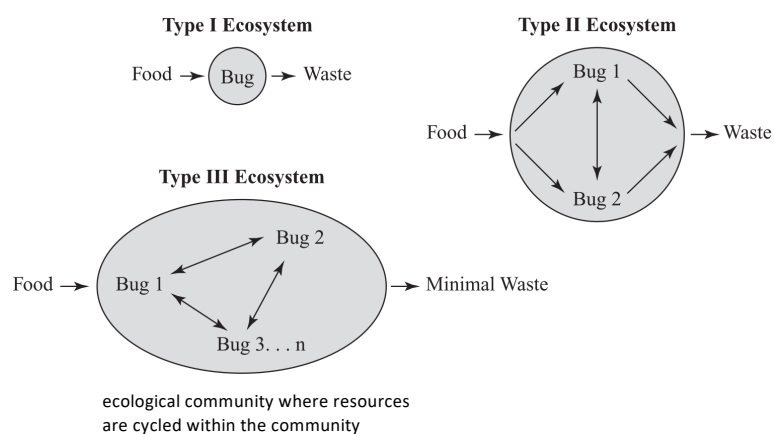 Type I Ecosystem
Food
Bug
Waste
Type II Ecosystem
Bug 1
Food
Waste
Bug 2
Type III Ecosystem
Bug 2
Food
Bug 1
Minimal Waste
Bug 3. . . n
ecological community where resources
are cycled within the community